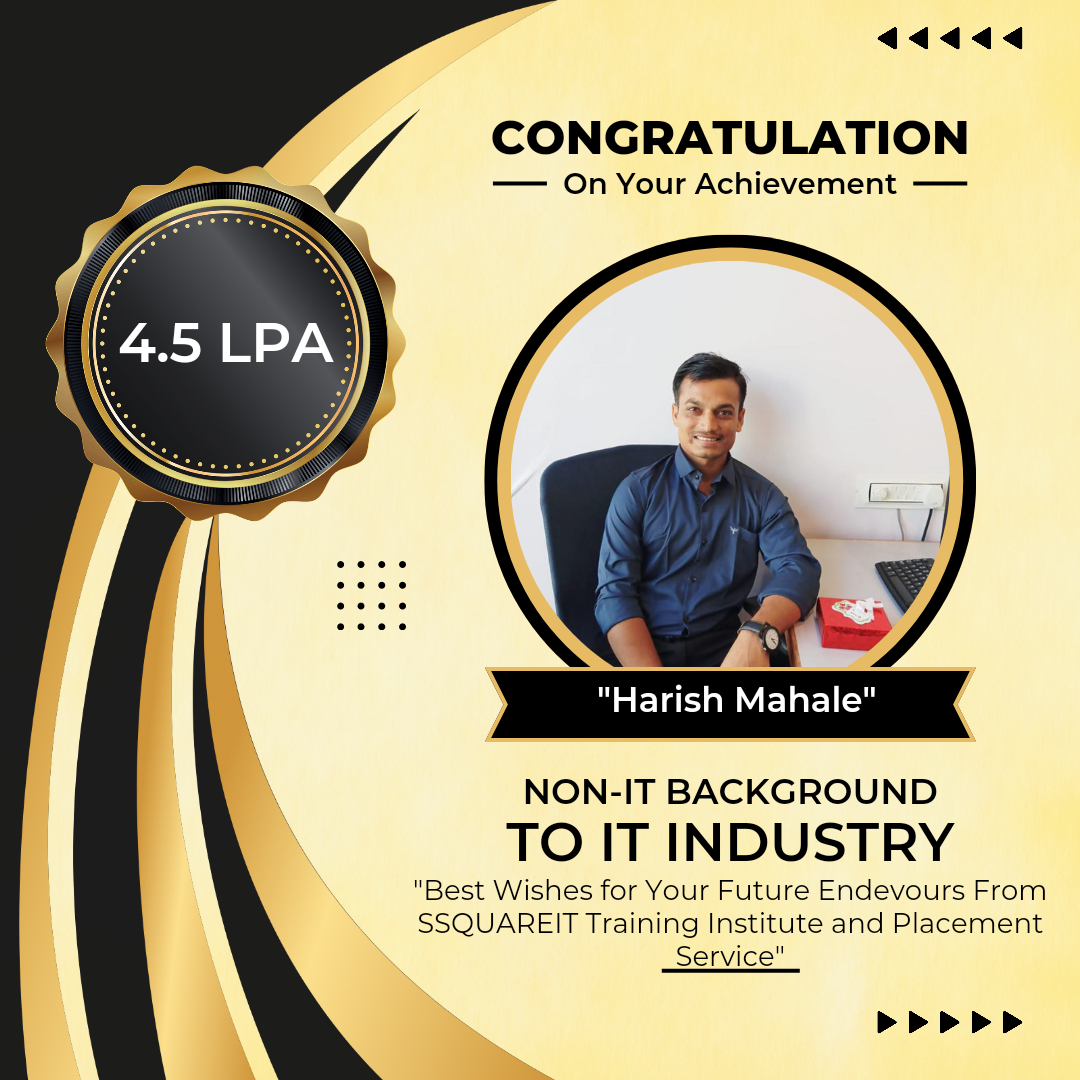 CONGRATULATION
On Your Achievement
4.5 LPA
"Harish Mahale"
NON-IT BACKGROUND
TO IT INDUSTRY
"Best Wishes for Your Future Endevours From
SSQUAREIT Training Institute and Placement
Service"